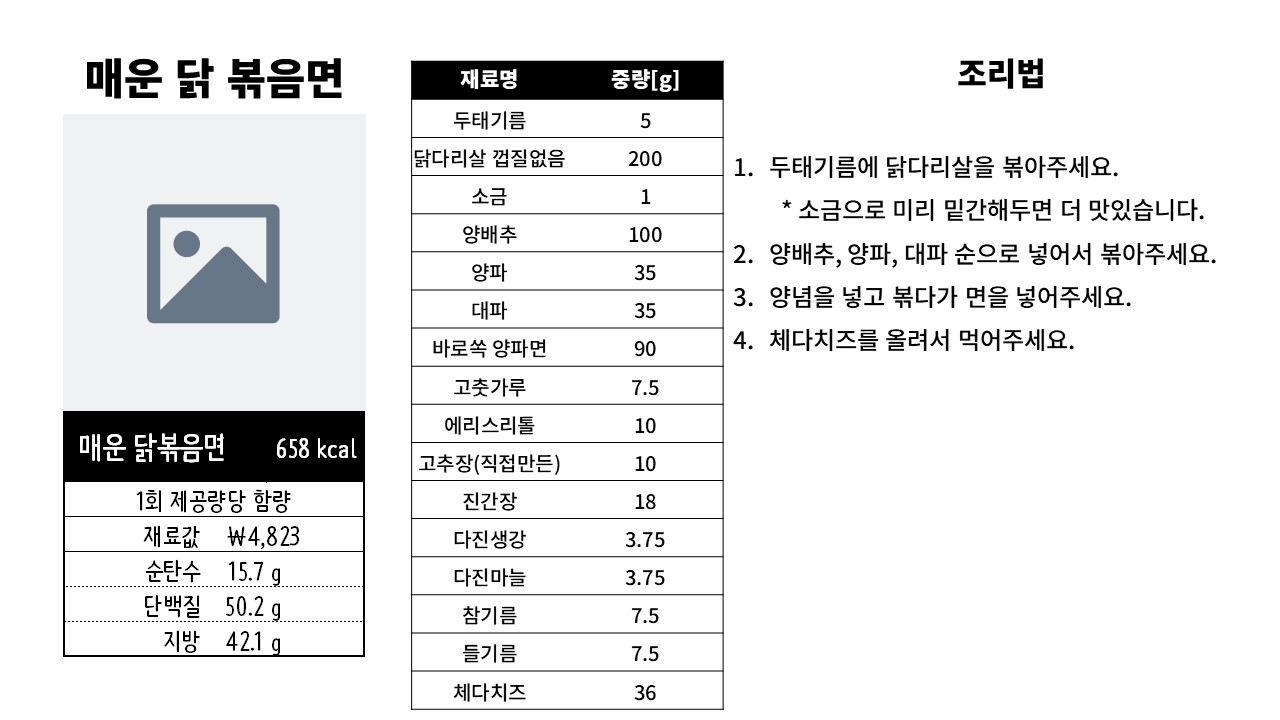 매운 닭 볶음면
매운 닭볶음면 658 kcal
1회 제공량당 함량
재료값 ₩4,823
순탄수 15.7 g
단백질 50.2 g
지방 42.1 g
재료명 중량[g]
두태기름 5
닭다리살 껍질없음 200
소금 1
양배추 100
양파 35
대파 35
바로쏙 양파면 90
고춧가루 7.5
에리스리톨 10
고추장(직접만든) 10
진간장 18
다진생강 3.75
다진마늘 3.75
참기름 7.5
들기름 7.5
체다치즈 36
조리법
1. 두태기름에 닭다리살을 볶아주세요.
* 소금으로 미리 밑간해두면 더 맛있습니다.
2. 양배추, 양파, 대파 순으로 넣어서 볶아주세요.
3. 양념을 넣고 볶다가 면을 넣어주세요.
4. 체다치즈를 올려서 먹어주세요.